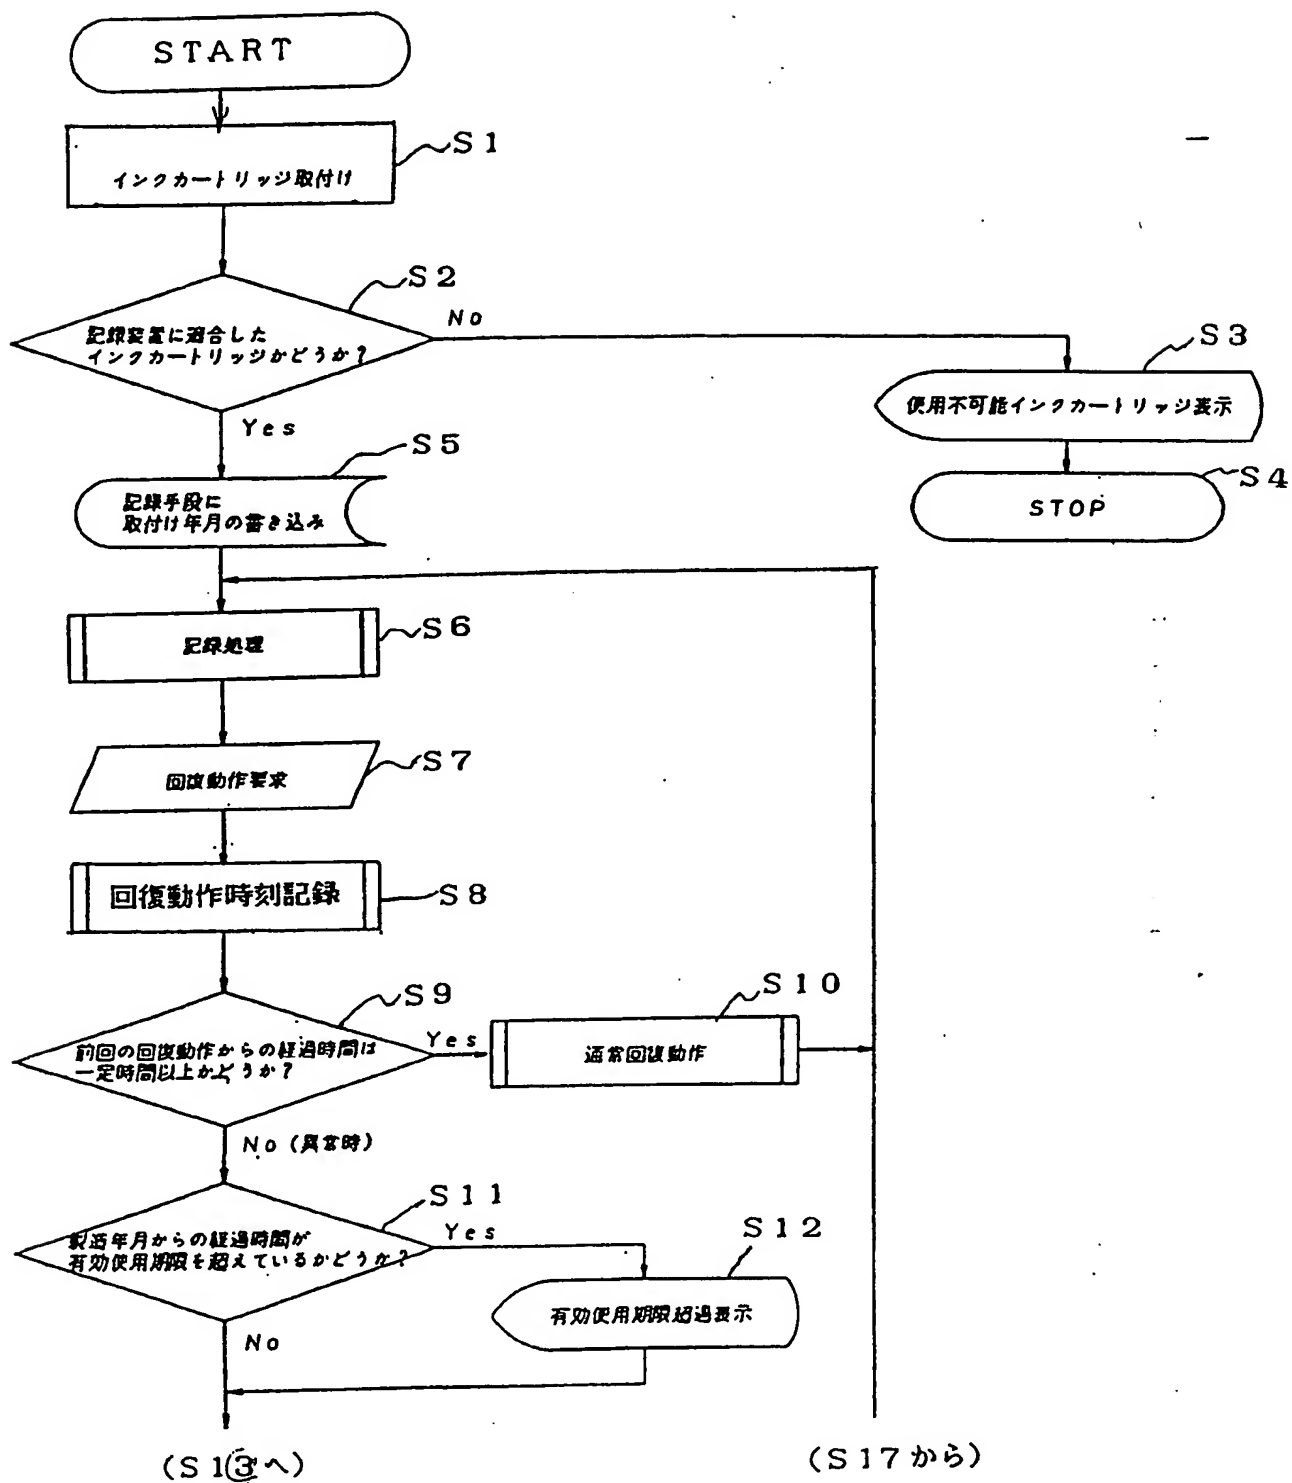 START
S1
インクカートリッジ取付け
S2
記録装置に適合した
インクカートリッジかどうか?
No
S3
使用不可能インクカートリッジ表示
Yes
S4
STOP
S5
記録手段に
取付け年月の書き込み
S6
記録処理
S7
回復動作要求
S8
回復動作時刻記録
S9
前回の回復動作からの経過時間は
一定時間以上かどうか?
Yes
S10
通常回復動作
No (異常時)
S11
製造年月からの経過時間が
有効使用期限を超えているかどうか?
Yes
S12
有効使用期限超過表示
No
(S13へ)
(S17から)